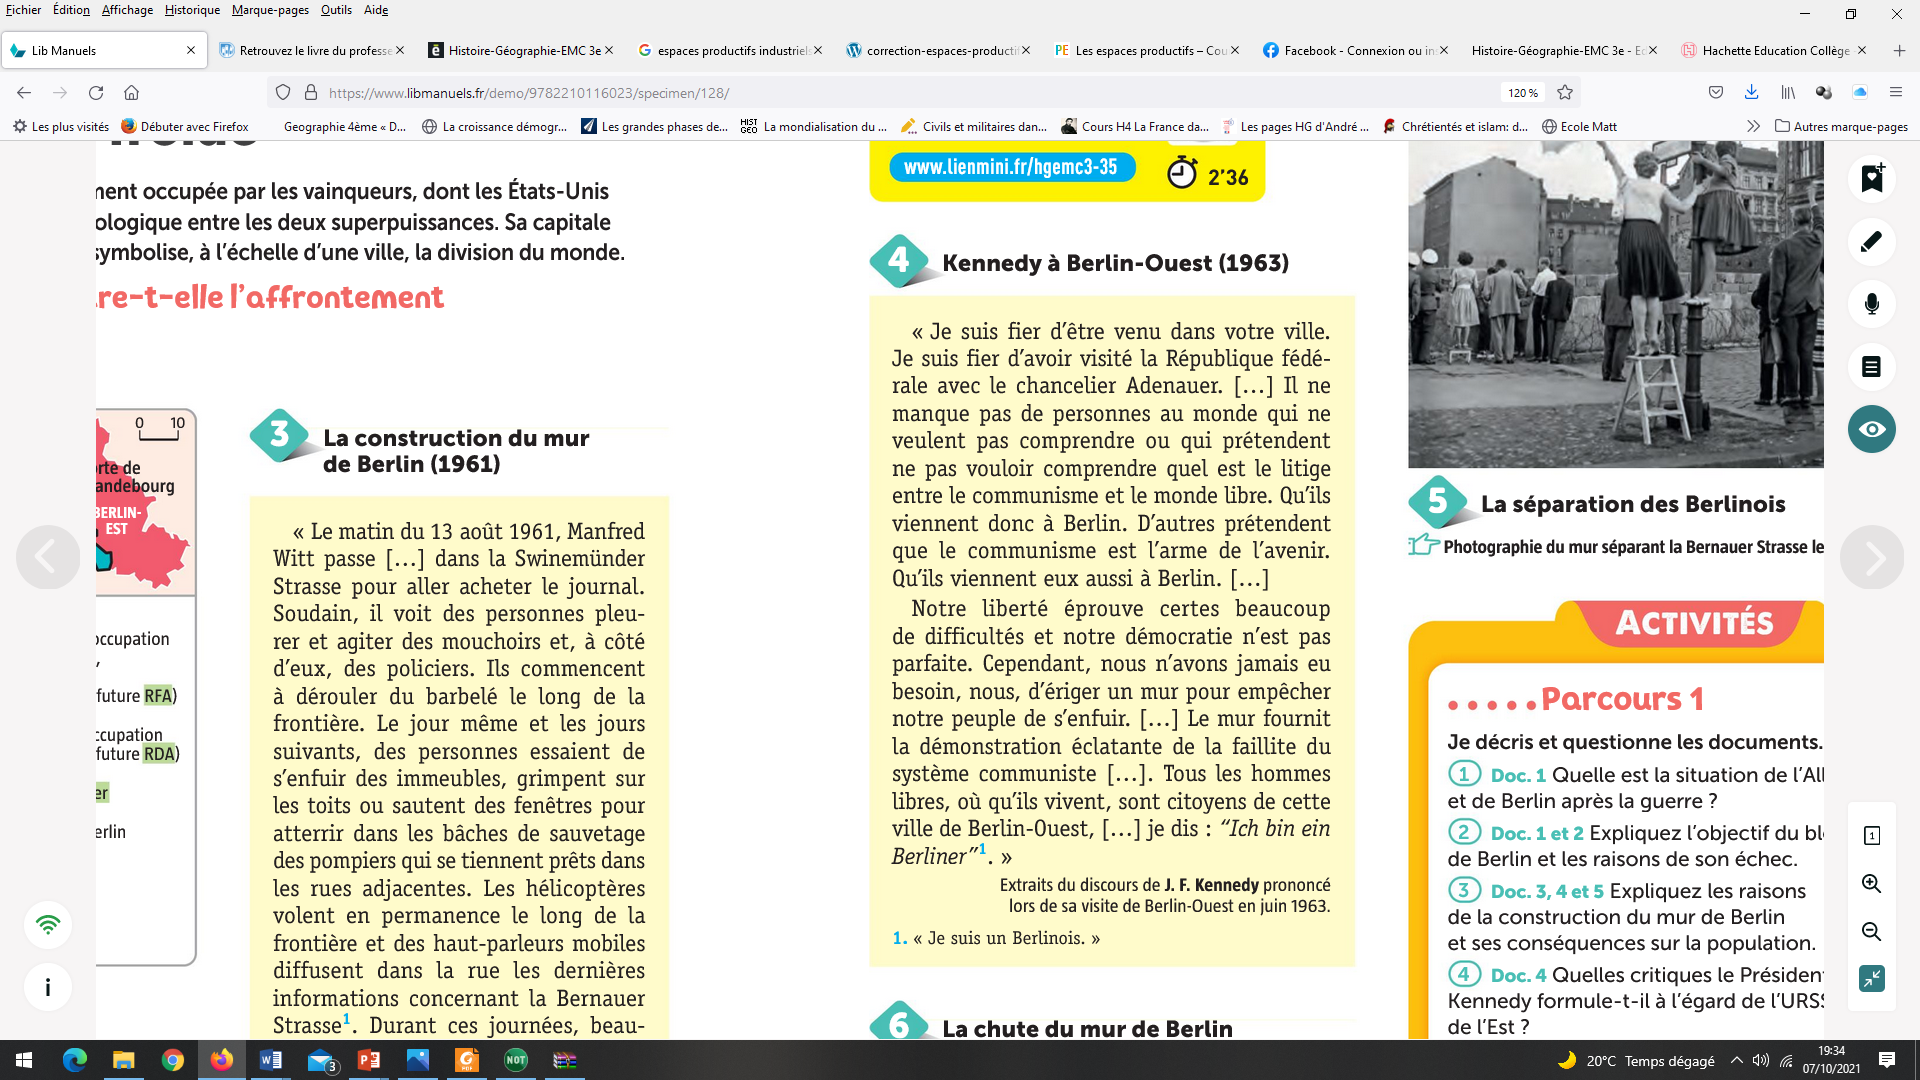 Fichier Édition Affichage Historique Marque-pages Outils Aide
Lib Manuels
Retrouvez le livre du professe
Histoire-Géographie-EMC 3e
espaces productifs industriels
correction-espaces-producti
Les espaces productifs – Cou
Facebook - Connexion ou in
Histoire-Géographie-EMC 3e - Ed
Hachette Education Collège
https://www.libmanuels.fr/demo/9782210116023/specimen/128/
120 %
Les plus visités
Débuter avec Firefox
Geographie 4ème « D...
La croissance démogr...
Les grandes phases de...
HIST GEO
La mondialisation du ...
Civils et militaires dan...
Cours H4 La France da...
Les pages HG d'André ...
Chrétientés et islam: d...
Ecole Matt
Autres marque-pages
ment occupée par les vainqueurs, dont les États-Unis
ologique entre les deux superpuissances. Sa capitale
symbolise, à l'échelle d'une ville, la division du monde.
re-t-elle l'affrontement
0 10
rte de
andebourg
BERLIN-
EST
occupation
,
future RFA)
ccupation
future RDA)
er
erlin
3
La construction du mur
de Berlin (1961)
« Le matin du 13 août 1961, Manfred
Witt passe [...] dans la Swinemünder
Strasse pour aller acheter le journal.
Soudain, il voit des personnes pleu-
rer et agiter des mouchoirs et, à côté
d'eux, des policiers. Ils commencent
à dérouler du barbelé le long de la
frontière. Le jour même et les jours
suivants, des personnes essaient de
s'enfuir des immeubles, grimpent sur
les toits ou sautent des fenêtres pour
atterrir dans les bâches de sauvetage
des pompiers qui se tiennent prêts dans
les rues adjacentes. Les hélicoptères
volent en permanence le long de la
frontière et des haut-parleurs mobiles
diffusent dans la rue les dernières
informations concernant la Bernauer
Strasse1. Durant ces journées, beau-
www.lienmini.fr/hgemc3-35
2'36
4
Kennedy à Berlin-Ouest (1963)
« Je suis fier d'être venu dans votre ville.
Je suis fier d'avoir visité la République fédé-
rale avec le chancelier Adenauer. [...] Il ne
manque pas de personnes au monde qui ne
veulent pas comprendre ou qui prétendent
ne pas vouloir comprendre quel est le litige
entre le communisme et le monde libre. Qu'ils
viennent donc à Berlin. D'autres prétendent
que le communisme est l'arme de l'avenir.
Qu'ils viennent eux aussi à Berlin. [...]
Notre liberté éprouve certes beaucoup
de difficultés et notre démocratie n'est pas
parfaite. Cependant, nous n'avons jamais eu
besoin, nous, d'ériger un mur pour empêcher
notre peuple de s'enfuir. [...] Le mur fournit
la démonstration éclatante de la faillite du
système communiste [...]. Tous les hommes
libres, où qu'ils vivent, sont citoyens de cette
ville de Berlin-Ouest, [...] je dis : "Ich bin ein
Berliner"1. »
Extraits du discours de J. F. Kennedy prononcé
lors de sa visite de Berlin-Ouest en juin 1963.
1. « Je suis un Berlinois. »
6
La chute du mur de Berlin
5
La séparation des Berlinois
Photographie du mur séparant la Bernauer Strasse le
ACTIVITÉS
Parcours 1
Je décris et questionne les documents.
1 Doc. 1 Quelle est la situation de l'All
et de Berlin après la guerre ?
2 Doc. 1 et 2 Expliquez l'objectif du bl
de Berlin et les raisons de son échec.
3 Doc. 3, 4 et 5 Expliquez les raisons
de la construction du mur de Berlin
et ses conséquences sur la population.
4 Doc. 4 Quelles critiques le Président
Kennedy formule-t-il à l'égard de l'URSS
de l'Est ?
1
i
3
NOT
20°C Temps dégagé
19:34
07/10/2021